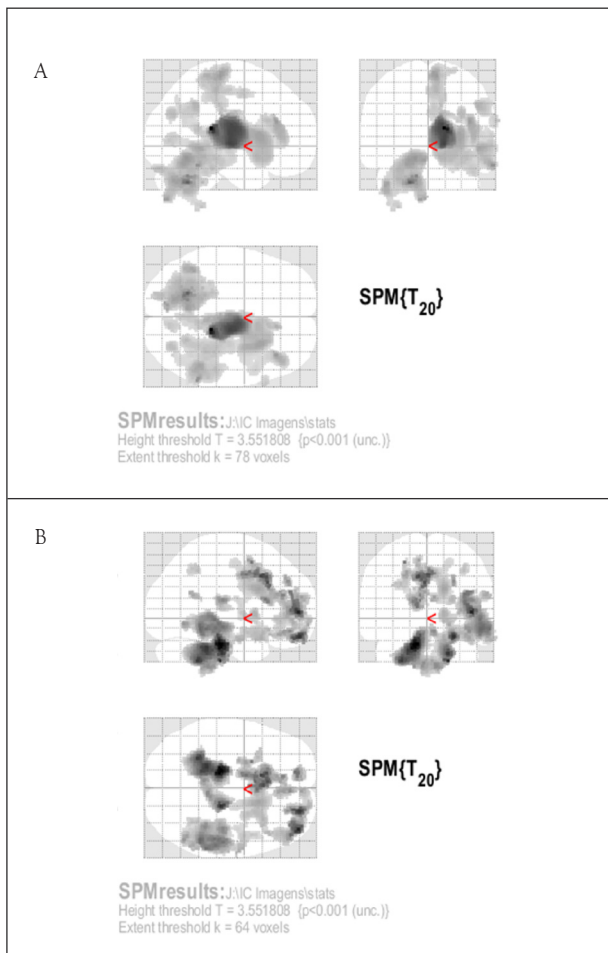 A
<
<
<
SPM{T20}
SPMresults: J:\IC Imagens\stats
Height threshold T = 3.551808 {p<0.001 (unc.)}
Extent threshold k = 78 voxels
B
<
<
<
SPM{T20}
SPMresults: J:\IC Imagens\stats
Height threshold T = 3.551808 {p<0.001 (unc.)}
Extent threshold k = 64 voxels